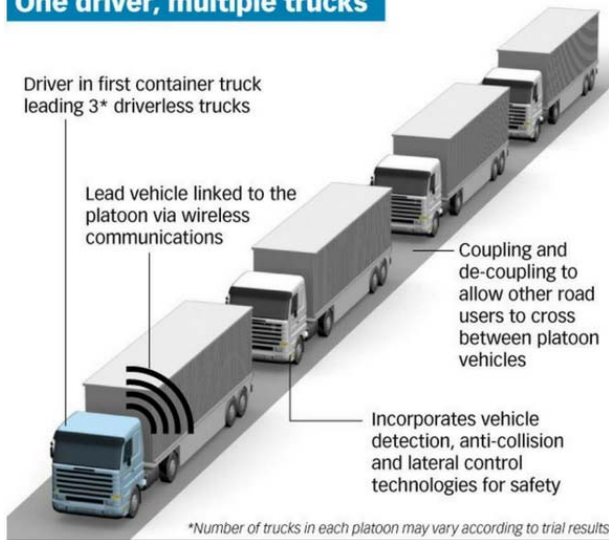 One driver, multiple trucks
Driver in first container truck
leading 3* driverless trucks
Lead vehicle linked to the
platoon via wireless
communications
Coupling and
de-coupling to
allow other road
users to cross
between platoon
vehicles
Incorporates vehicle
detection, anti-collision
and lateral control
technologies for safety
*Number of trucks in each platoon may vary according to trial results